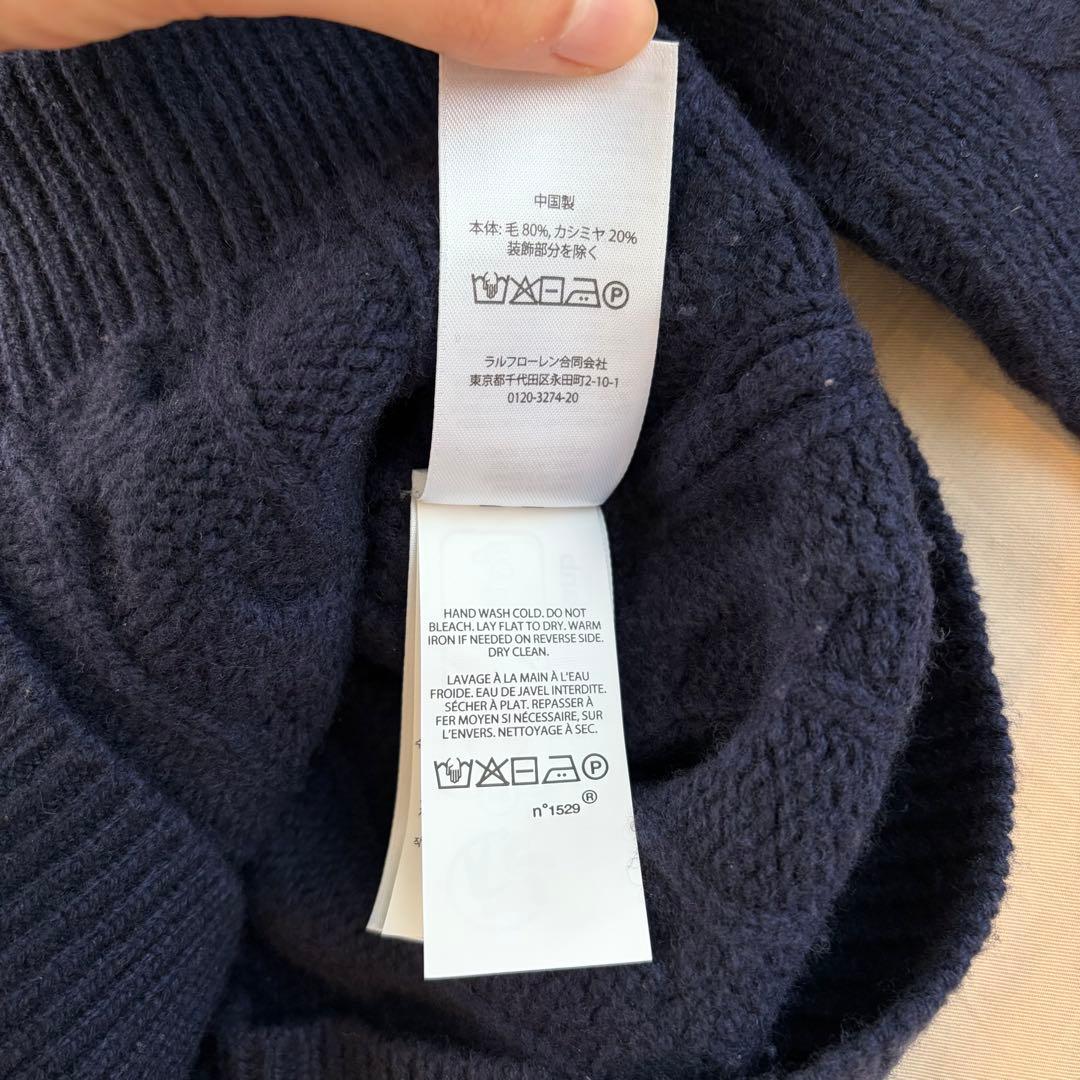 中国製
本体: 毛 80%, カシミヤ 20%
装飾部分を除く
P
ラルフローレン合同会社
東京都千代田区永田町2-10-1
0120-3274-20
HAND WASH COLD. DO NOT
BLEACH. LAY FLAT TO DRY. WARM
IRON IF NEEDED ON REVERSE SIDE.
DRY CLEAN.
LAVAGE À LA MAIN À L'EAU
FROIDE. EAU DE JAVEL INTERDITE.
SÉCHER À PLAT. REPASSER À
FER MOYEN SI NÉCESSAIRE, SUR
L'ENVERS. NETTOYAGE À SEC.
P
n°1529 ®